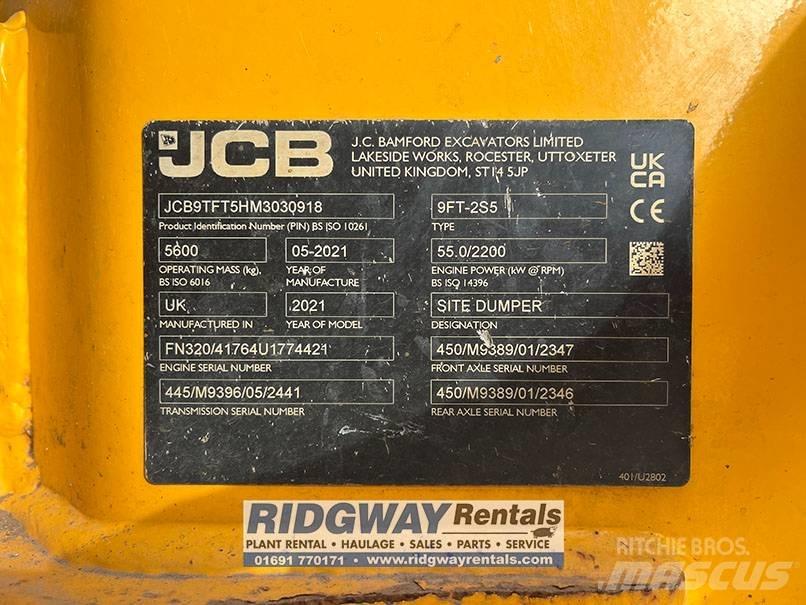 JCB
J.C. BAMFORD EXCAVATORS LIMITED
LAKESIDE WORKS, ROCESTER, UTTOXETER
UNITED KINGDOM, ST14 5JP
UK
CA
CE
JCB9TFT5HM3030918
Product Identification Number (PIN) BS ISO 10261
9FT-2S5
TYPE
5600
OPERATING MASS (kg),
BS ISO 6016
05-2021
YEAR OF
MANUFACTURE
55.0/2200
ENGINE POWER (kW @ RPM)
BS ISO 14396
UK
MANUFACTURED IN
2021
YEAR OF MODEL
SITE DUMPER
DESIGNATION
FN320/41764U1774421
ENGINE SERIAL NUMBER
450/M9389/01/2347
FRONT AXLE SERIAL NUMBER
445/M9396/05/2441
TRANSMISSION SERIAL NUMBER
450/M9389/01/2346
REAR AXLE SERIAL NUMBER
401/U2802
RIDGWAY Rentals
PLANT RENTAL • HAULAGE • SALES • PARTS • SERVICE
01691 770171 • www.ridgwayrentals.com
RITCHIE BROS.
MASCUS